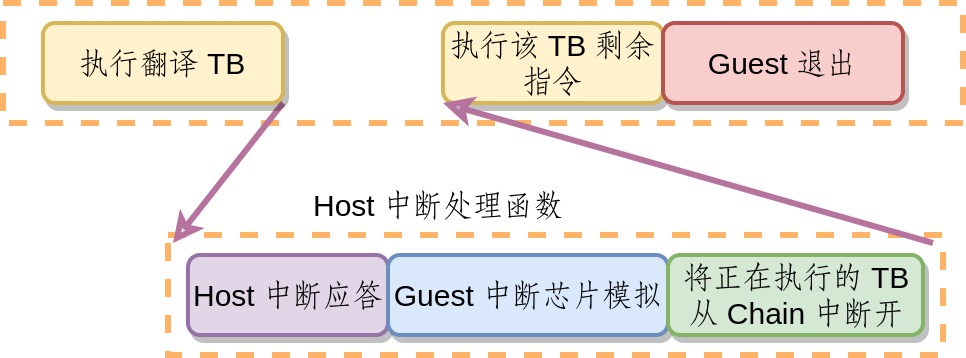 执行翻译 TB
执行该 TB 剩余
指令
Guest 退出
Host 中断处理函数
Host 中断应答
Guest 中断芯片模拟
将正在执行的 TB
从 Chain 中断开